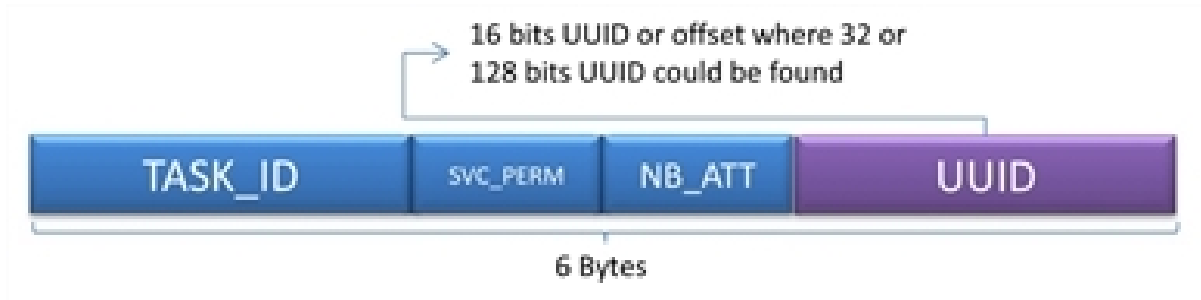 16 bits UUID or offset where 32 or
128 bits UUID could be found
TASK_ID SVC_PERM NB_ATT UUID
6 Bytes